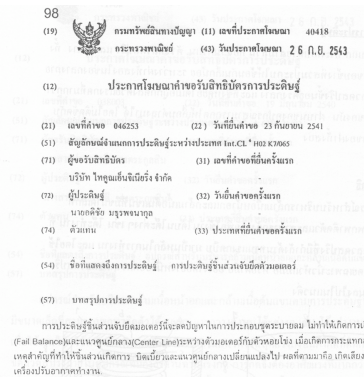 98
(19) กรมทรัพย์สินทางปัญญา (11) เลขที่ประกาศโฆษณา 40418
กระทรวงพาณิชย์ (43) วันประกาศโฆษณา 2 6 ก.ย. 2543
(12) ประกาศโฆษณาคำขอรับสิทธิบัตรการประดิษฐ์
(21) เลขที่คำขอ 046253 (22) วันที่ยื่นคำขอ 23 กันยายน 2541
(51) สัญลักษณ์จำแนกการประดิษฐ์ระหว่างประเทศ Int.CL⁶ H02 K7/065
(71) ผู้ขอรับสิทธิบัตร (31) เลขที่คำขอที่ยื่นครั้งแรก
บริษัท ไทคูณเอ็นจิเนียริ่ง จำกัด
(72) ผู้ประดิษฐ์ (32) วันยื่นคำขอครั้งแรก
นายอดิชัย มธุรพจนากุล
(74) ตัวแทน (33) ประเทศที่ยื่นคำขอครั้งแรก
(54) ชื่อที่แสดงถึงการประดิษฐ์ การประดิษฐ์ชิ้นส่วนจับยึดตัวมอเตอร์
(57) บทสรุปการประดิษฐ์
การประดิษฐ์ชิ้นส่วนจับยึดมอเตอร์นี้จะลดปัญหาในการประกอบชุดระบายลม ไม่ทำให้เกิดการเ
(Fail Balance)และแนวศูนย์กลาง(Center Line)ระหว่างตัวมอเตอร์กับตัวหอยโข่ง เมื่อเกิดการกระแทก
เหตุสำคัญที่ทำให้ชิ้นส่วนเกิดการ บิดเบี้ยวและแนวศูนย์กลางเปลี่ยนแปลงไป ผลที่ตามมาคือ เกิดเสียง
เครื่องปรับอากาศทำงาน.